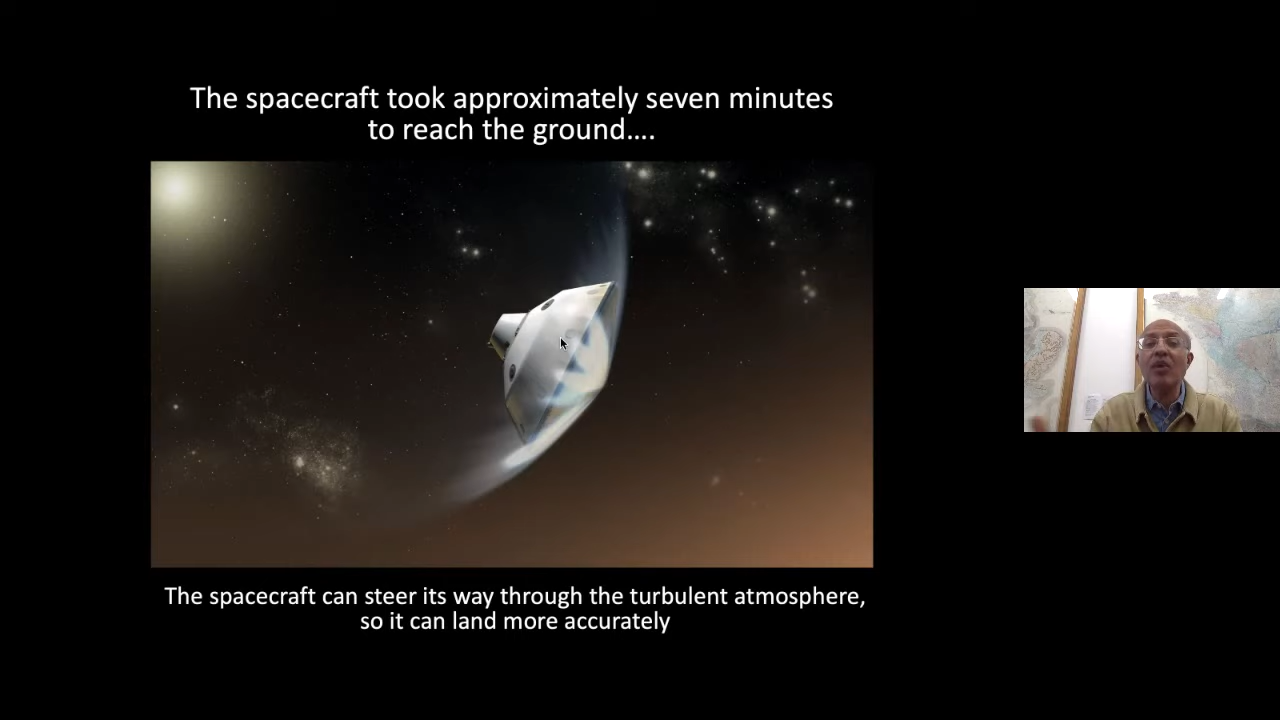 The spacecraft took approximately seven minutes
to reach the ground....
The spacecraft can steer its way through the turbulent atmosphere,
so it can land more accurately